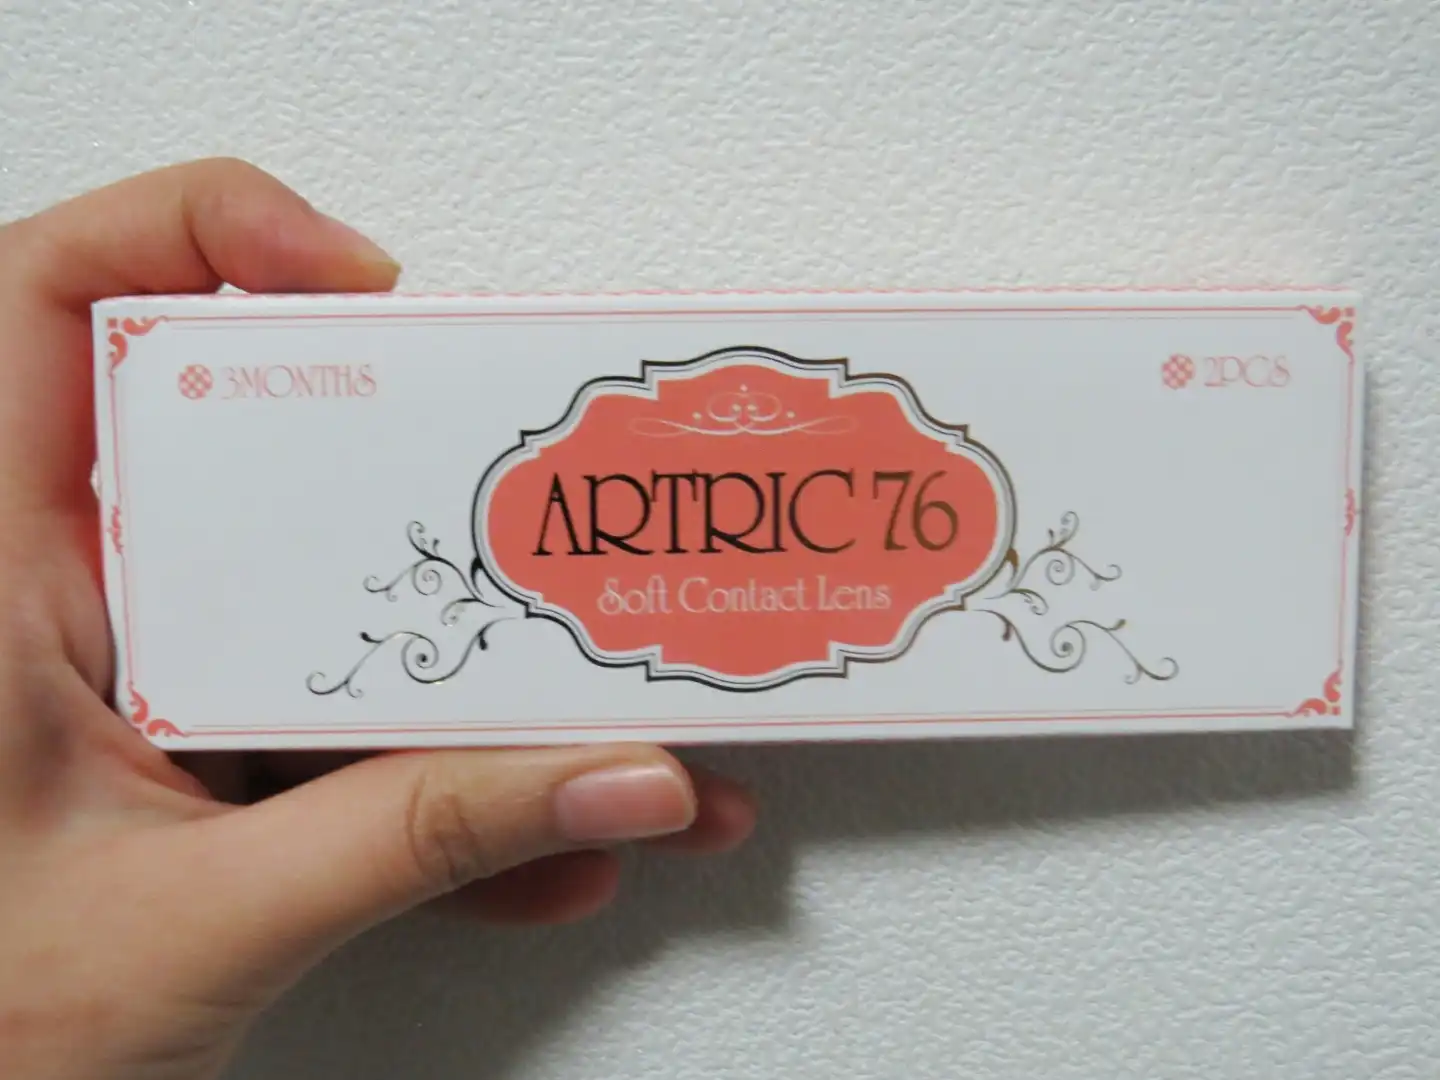 3MONTHS
2PCS
ARTRIC 76
Soft Contact Lens